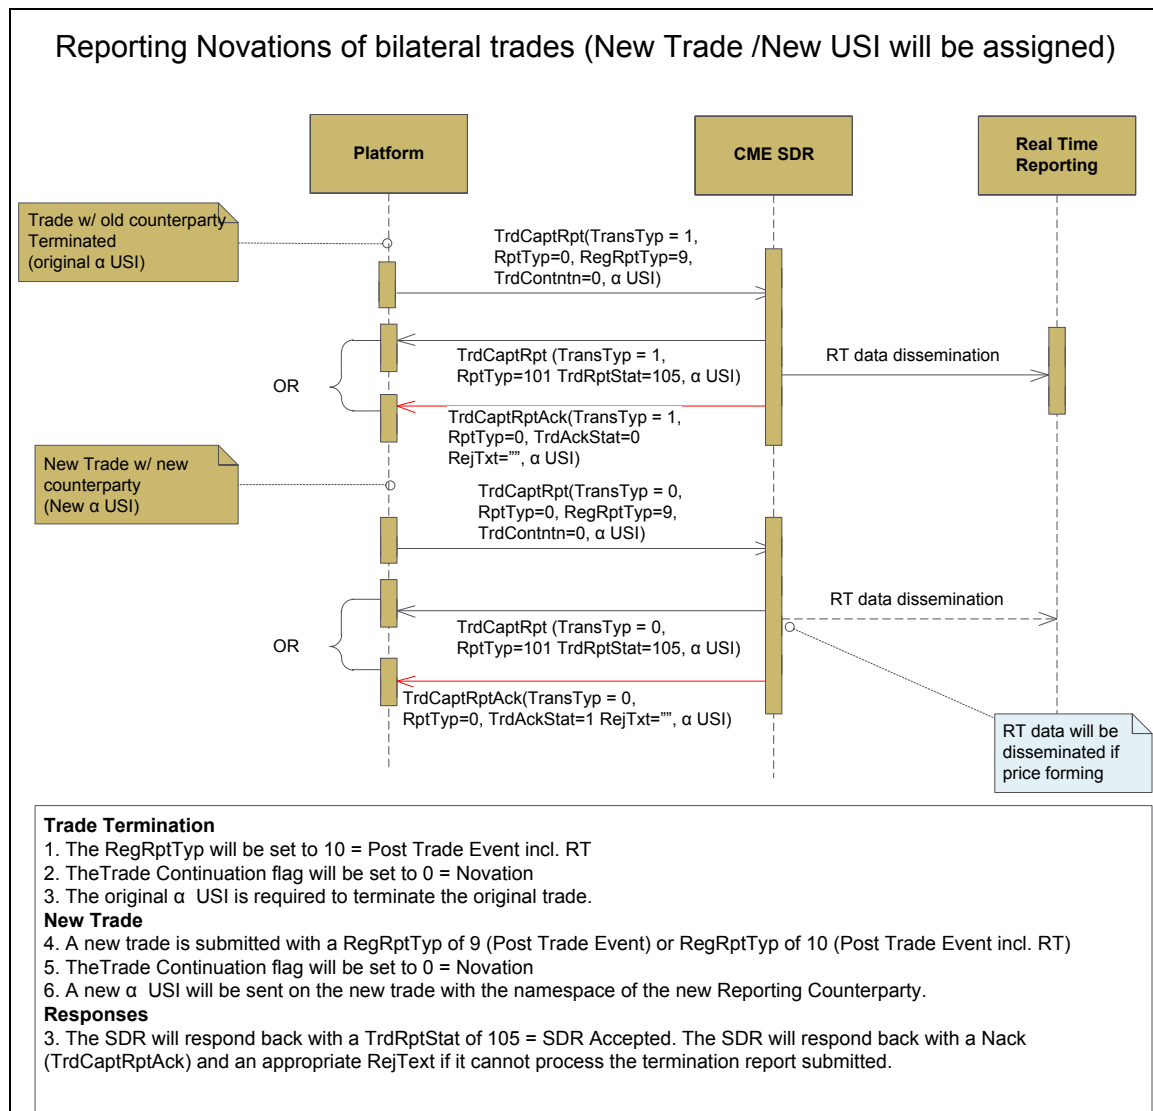 Reporting Novations of bilateral trades (New Trade /New USI will be assigned)
Platform
CME SDR
Real Time
Reporting
Trade w/ old counterparty
Terminated
(original α USI)
TrdCaptRpt(TransTyp = 1,
RptTyp=0, RegRptTyp=9,
TrdContntn=0, α USI)
TrdCaptRpt (TransTyp = 1,
RptTyp=101 TrdRptStat=105, α USI)
RT data dissemination
OR
TrdCaptRptAck(TransTyp = 1,
RptTyp=0, TrdAckStat=0
RejTxt="”, α USI)
New Trade w/ new
counterparty
(New α USI)
TrdCaptRpt(TransTyp = 0,
RptTyp=0, RegRptTyp=9,
TrdContntn=0, α USI)
RT data dissemination
TrdCaptRpt (TransTyp = 0,
RptTyp=101 TrdRptStat=105, α USI)
OR
TrdCaptRptAck(TransTyp = 0,
RptTyp=0, TrdAckStat=1 RejTxt="”, α USI)
RT data will be
disseminated if
price forming
Trade Termination
1. The RegRptTyp will be set to 10 = Post Trade Event incl. RT
2. TheTrade Continuation flag will be set to 0 = Novation
3. The original α  USI is required to terminate the original trade.
New Trade
4. A new trade is submitted with a RegRptTyp of 9 (Post Trade Event) or RegRptTyp of 10 (Post Trade Event incl. RT)
5. TheTrade Continuation flag will be set to 0 = Novation
6. A new α  USI will be sent on the new trade with the namespace of the new Reporting Counterparty.
Responses
3. The SDR will respond back with a TrdRptStat of 105 = SDR Accepted. The SDR will respond back with a Nack
(TrdCaptRptAck) and an appropriate RejText if it cannot process the termination report submitted.